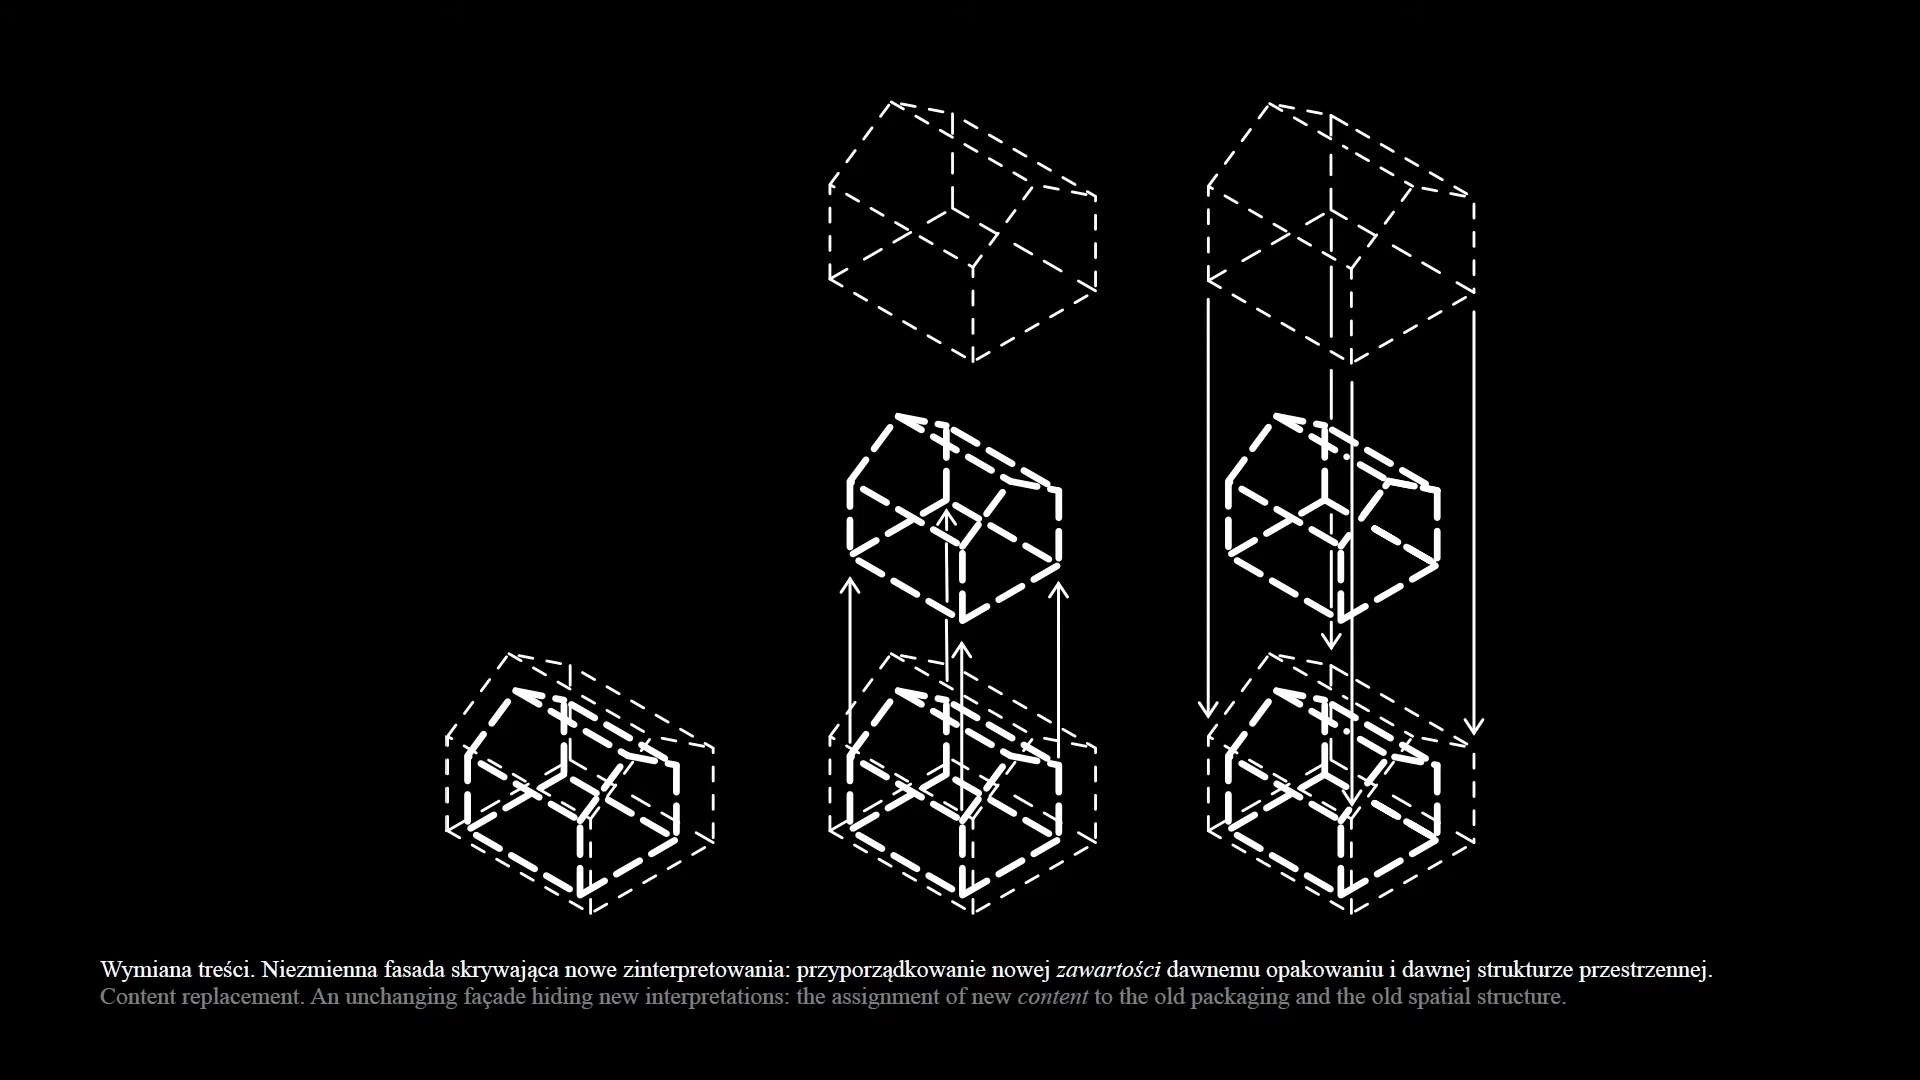 Wymiana treści. Niezmienna fasada skrywająca nowe zinterpretowania: przyporządkowanie nowej zawartości dawnemu opakowaniu i dawnej strukturze przestrzennej.
Content replacement. An unchanging façade hiding new interpretations: the assignment of new content to the old packaging and the old spatial structure.